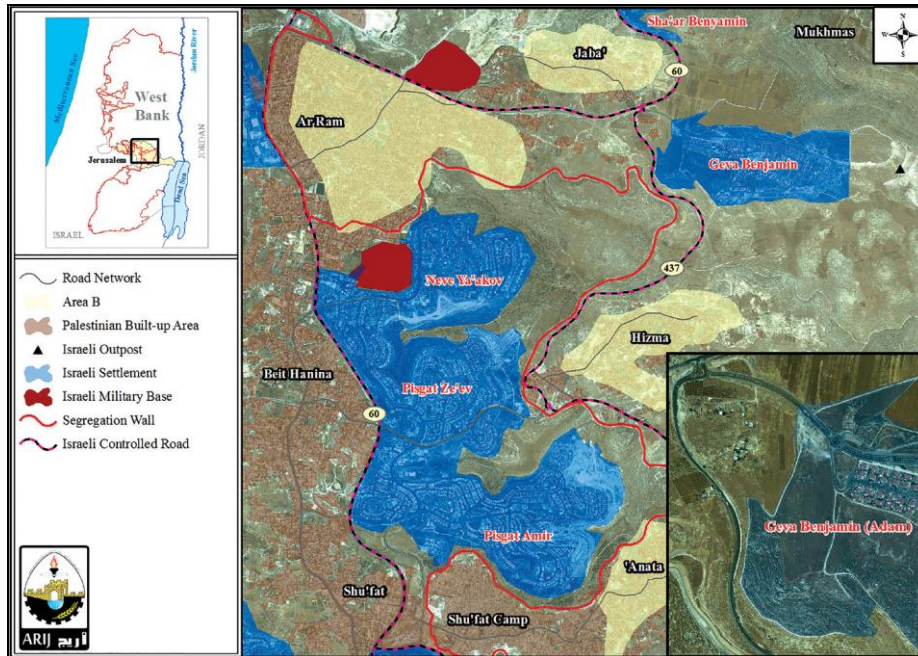 Mediterranean Sea
Jordan River
West
Bank
Jerusalem
JORDAN
Dead Sea
ISRAEL
Road Network
Area B
Palestinian Built-up Area
Israeli Outpost
Israeli Settlement
Israeli Military Base
Segregation Wall
Israeli Controlled Road
ARIJ أريج
Sha'ar Benyamin
Mukhmas
N
W
E
S
Jaba'
60
Ar Ram
Geva Benjamin
437
Neve Ya'akov
Hizma
Beit Hanina
Pisgat Ze'ev
60
Geva Benjamin (Adam)
Pisgat Amir
'Anata
Shu'fat
Shu'fat Camp